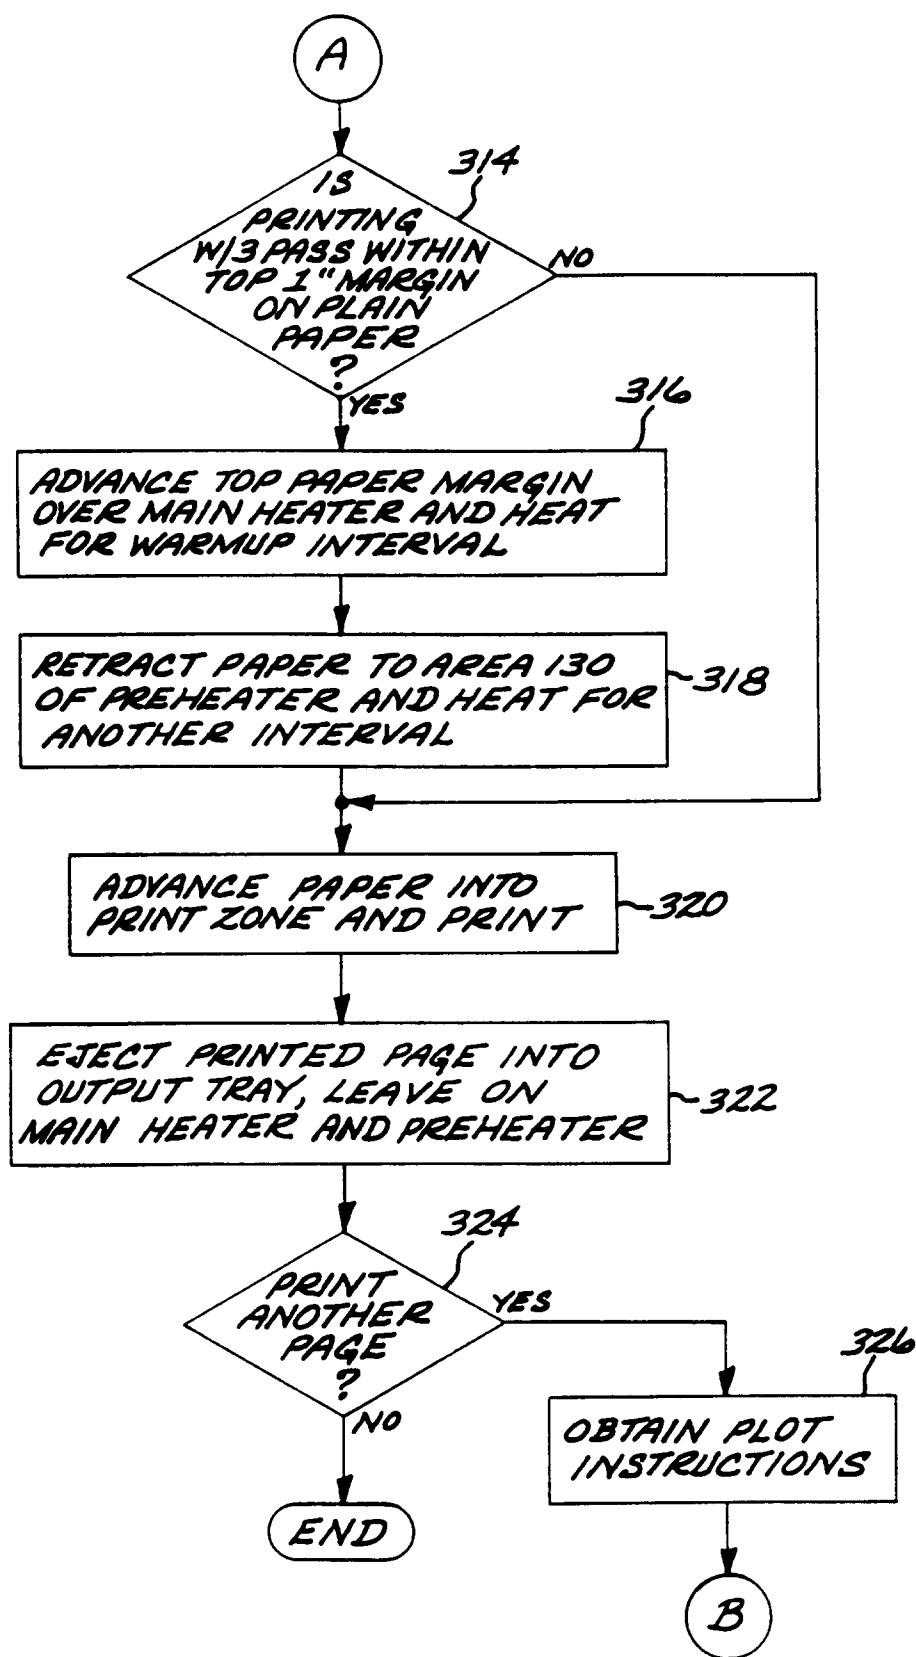 A
314
IS
PRINTING
W/3 PASS WITHIN
TOP 1" MARGIN
ON PLAIN
PAPER
?
NO
YES
316
ADVANCE TOP PAPER MARGIN
OVER MAIN HEATER AND HEAT
FOR WARMUP INTERVAL
RETRACT PAPER TO AREA 130
OF PREHEATER AND HEAT FOR
ANOTHER INTERVAL
318
ADVANCE PAPER INTO
PRINT ZONE AND PRINT
320
EJECT PRINTED PAGE INTO
OUTPUT TRAY, LEAVE ON
MAIN HEATER AND PREHEATER
322
324
PRINT
ANOTHER
PAGE
?
YES
NO
326
OBTAIN PLOT
INSTRUCTIONS
END
B